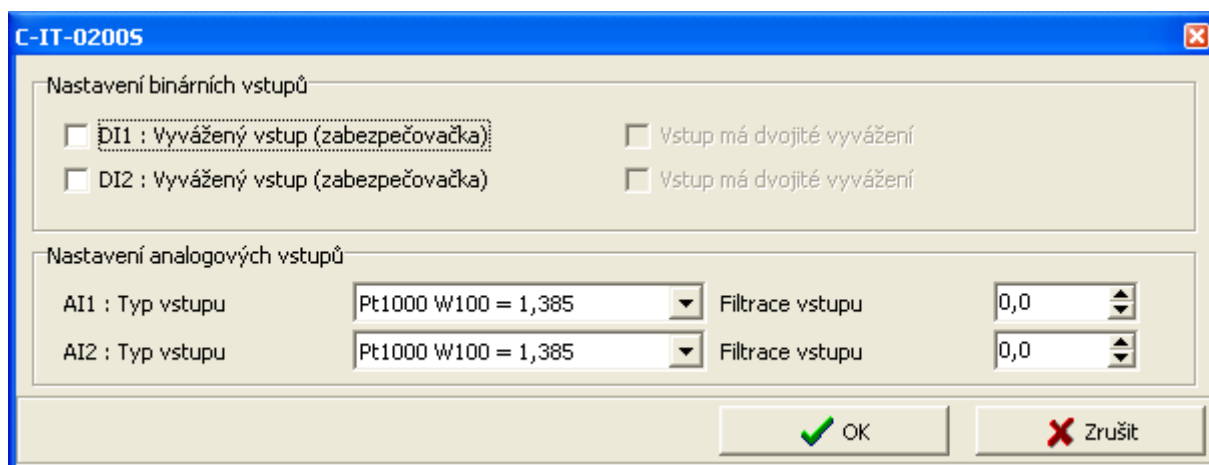 C-IT-0200S
Nastavení binárních vstupů
DI1 : Vyvážený vstup (zabezpečovačka) Vstup má dvojité vyvážení
DI2 : Vyvážený vstup (zabezpečovačka) Vstup má dvojité vyvážení
Nastavení analogových vstupů
AI1 : Typ vstupu Pt1000 W100 = 1,385 Filtrace vstupu 0,0
AI2 : Typ vstupu Pt1000 W100 = 1,385 Filtrace vstupu 0,0
OK Zrušit